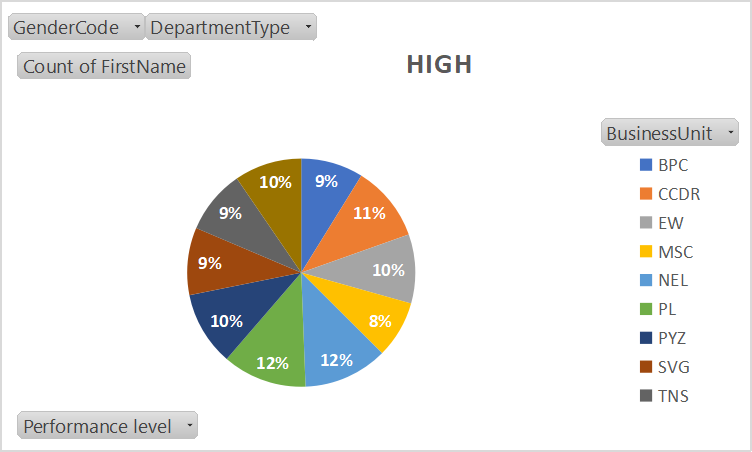 GenderCode DepartmentType
Count of FirstName
HIGH
BusinessUnit
BPC
CCDR
EW
MSC
NEL
PL
PYZ
SVG
TNS
9%
11%
10%
8%
12%
12%
10%
9%
9%
10%
Performance level